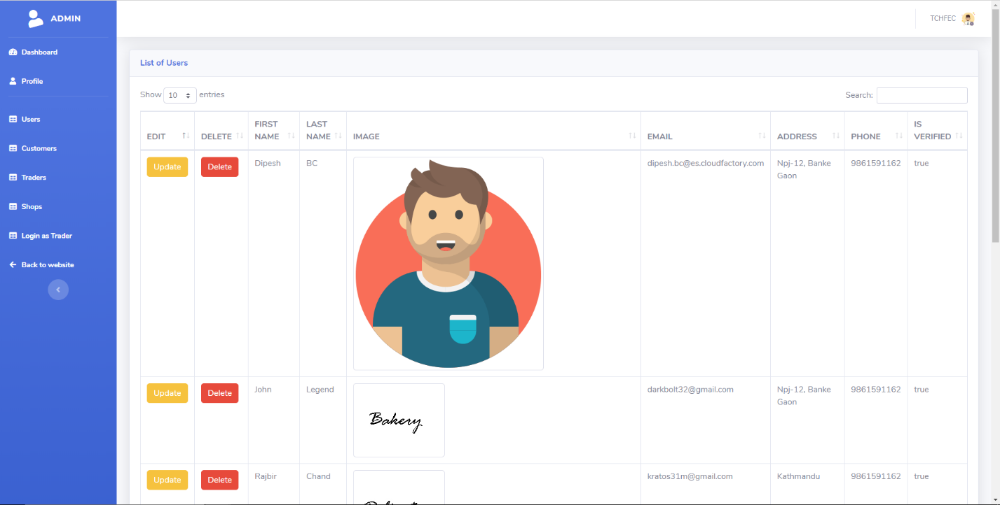 ADMIN
TCHFEC
Dashboard
Profile
Users
Customers
Traders
Shops
Login as Trader
Back to website
List of Users
Show 10 entries
Search:
EDIT DELETE FIRST NAME LAST NAME IMAGE EMAIL ADDRESS PHONE IS VERIFIED
Update Delete Dipesh BC dipesh.bc@es.cloudfactory.com Npj-12, Banke 9861591162 true
Gaon
Update Delete John Legend darkbolt32@gmail.com Npj-12, Banke 9861591162 true
Gaon
Bakery
Update Delete Rajbir Chand kratos31m@gmail.com Kathmandu 9861591162 true